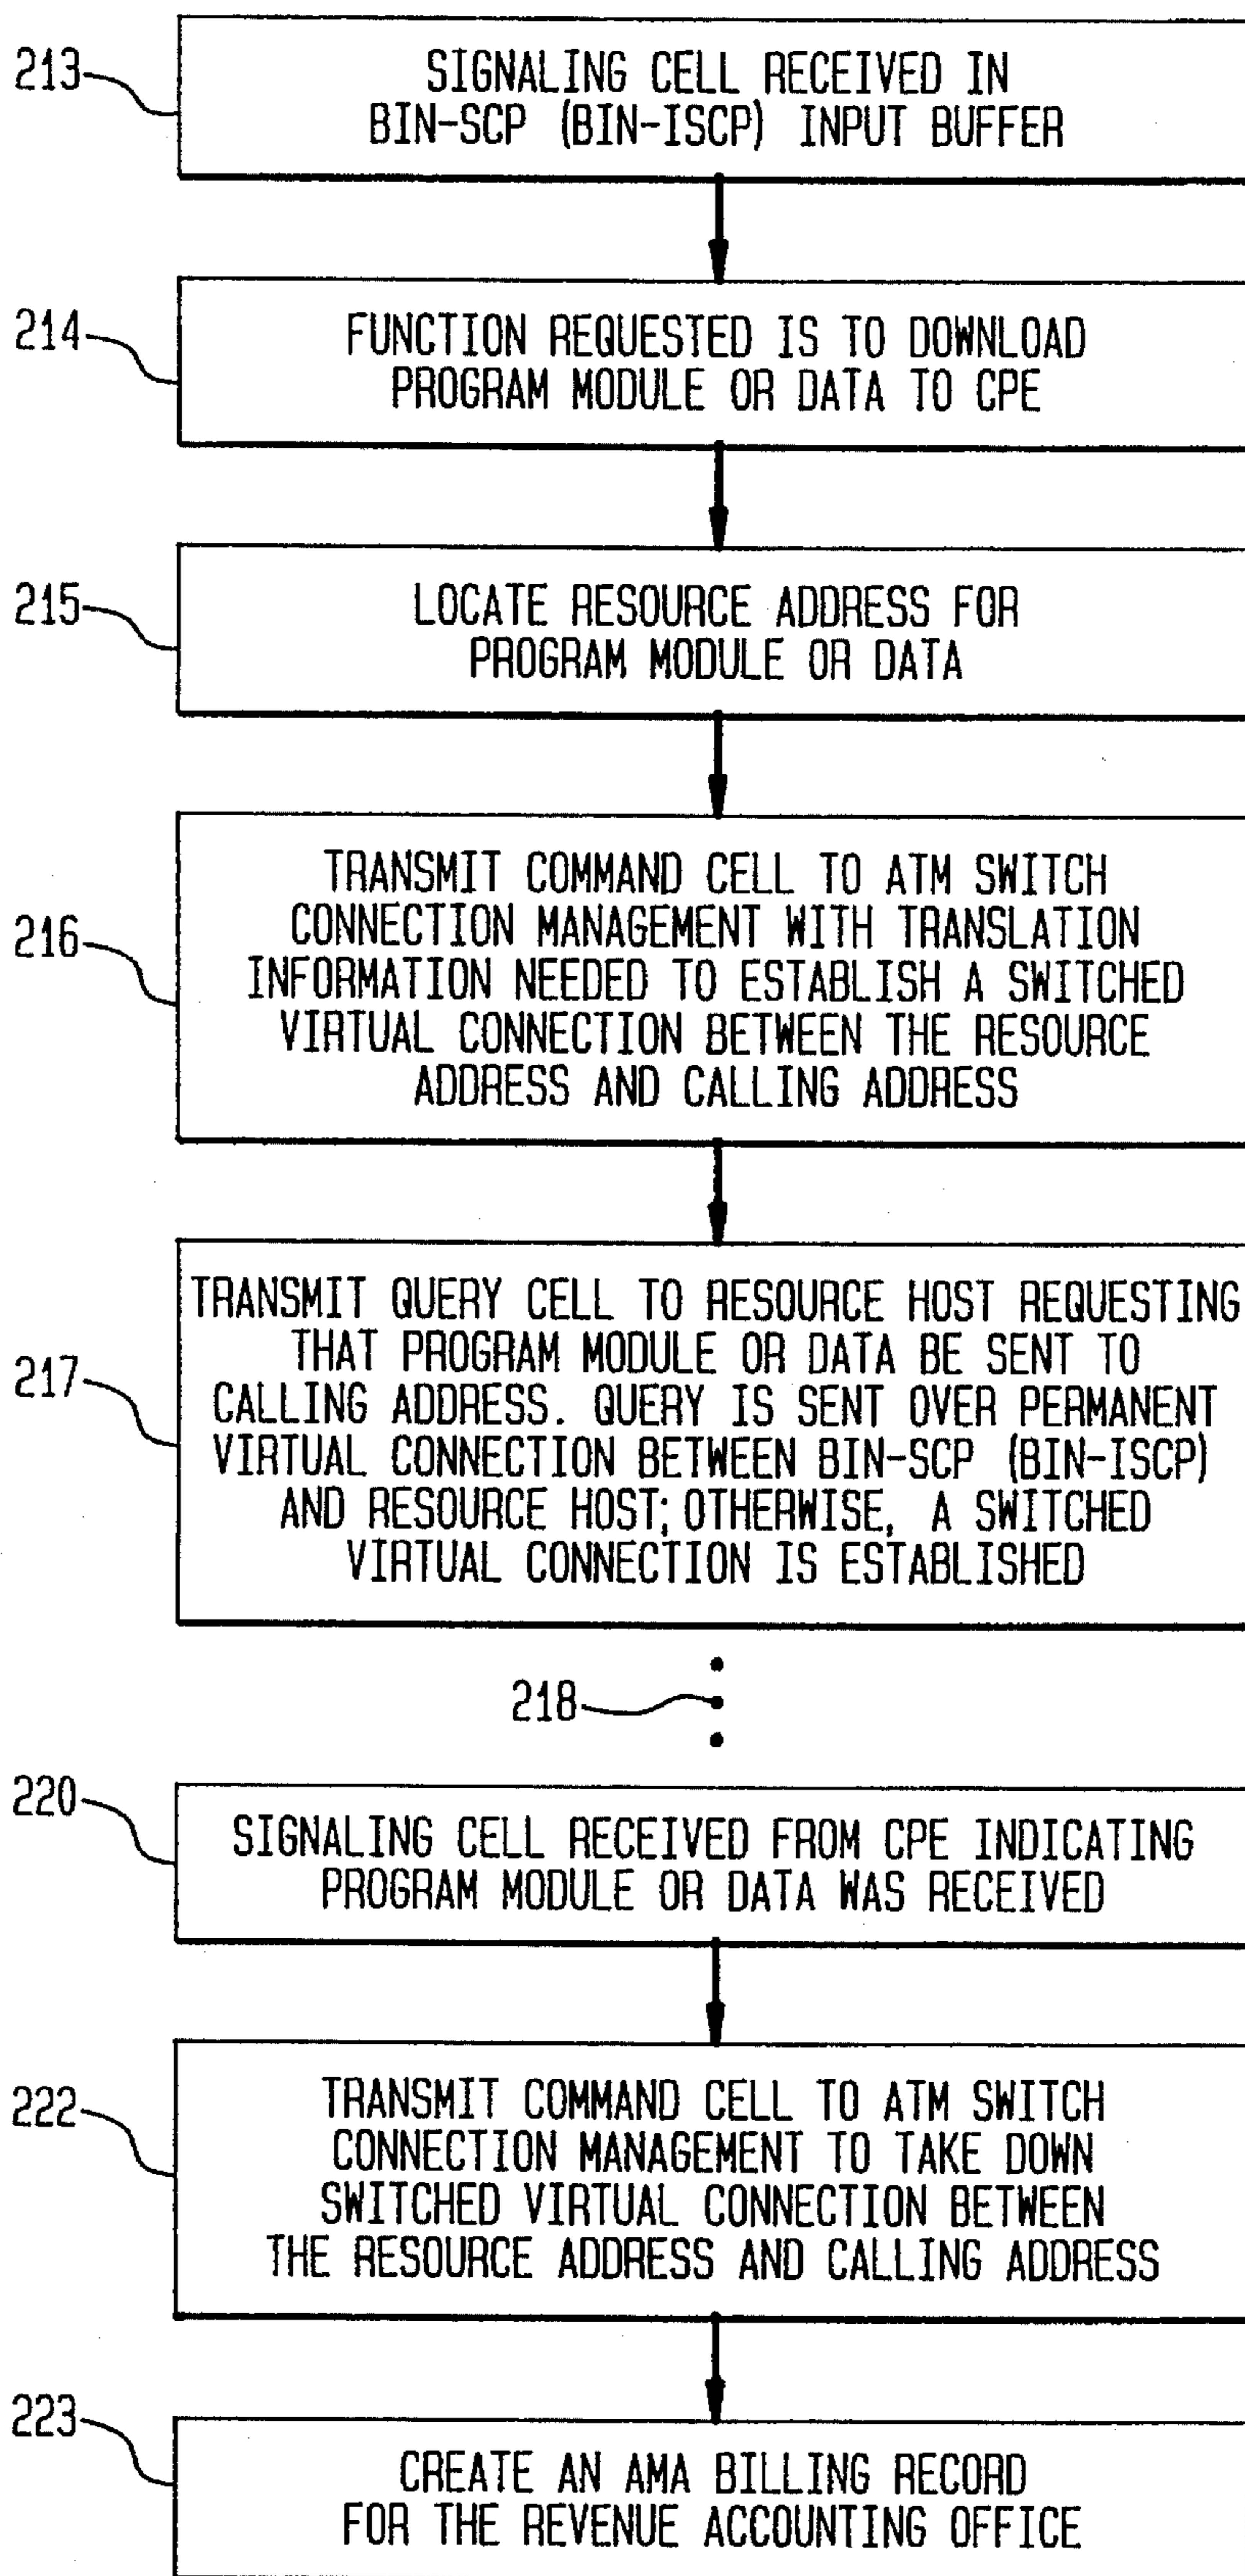 213
SIGNALING CELL RECEIVED IN
BIN-SCP (BIN-ISCP) INPUT BUFFER
214
FUNCTION REQUESTED IS TO DOWNLOAD
PROGRAM MODULE OR DATA TO CPE
215
LOCATE RESOURCE ADDRESS FOR
PROGRAM MODULE OR DATA
216
TRANSMIT COMMAND CELL TO ATM SWITCH
CONNECTION MANAGEMENT WITH TRANSLATION
INFORMATION NEEDED TO ESTABLISH A SWITCHED
VIRTUAL CONNECTION BETWEEN THE RESOURCE
ADDRESS AND CALLING ADDRESS
217
TRANSMIT QUERY CELL TO RESOURCE HOST REQUESTING
THAT PROGRAM MODULE OR DATA BE SENT TO
CALLING ADDRESS. QUERY IS SENT OVER PERMANENT
VIRTUAL CONNECTION BETWEEN BIN-SCP (BIN-ISCP)
AND RESOURCE HOST; OTHERWISE, A SWITCHED
VIRTUAL CONNECTION IS ESTABLISHED
218
220
SIGNALING CELL RECEIVED FROM CPE INDICATING
PROGRAM MODULE OR DATA WAS RECEIVED
222
TRANSMIT COMMAND CELL TO ATM SWITCH
CONNECTION MANAGEMENT TO TAKE DOWN
SWITCHED VIRTUAL CONNECTION BETWEEN
THE RESOURCE ADDRESS AND CALLING ADDRESS
223
CREATE AN AMA BILLING RECORD
FOR THE REVENUE ACCOUNTING OFFICE